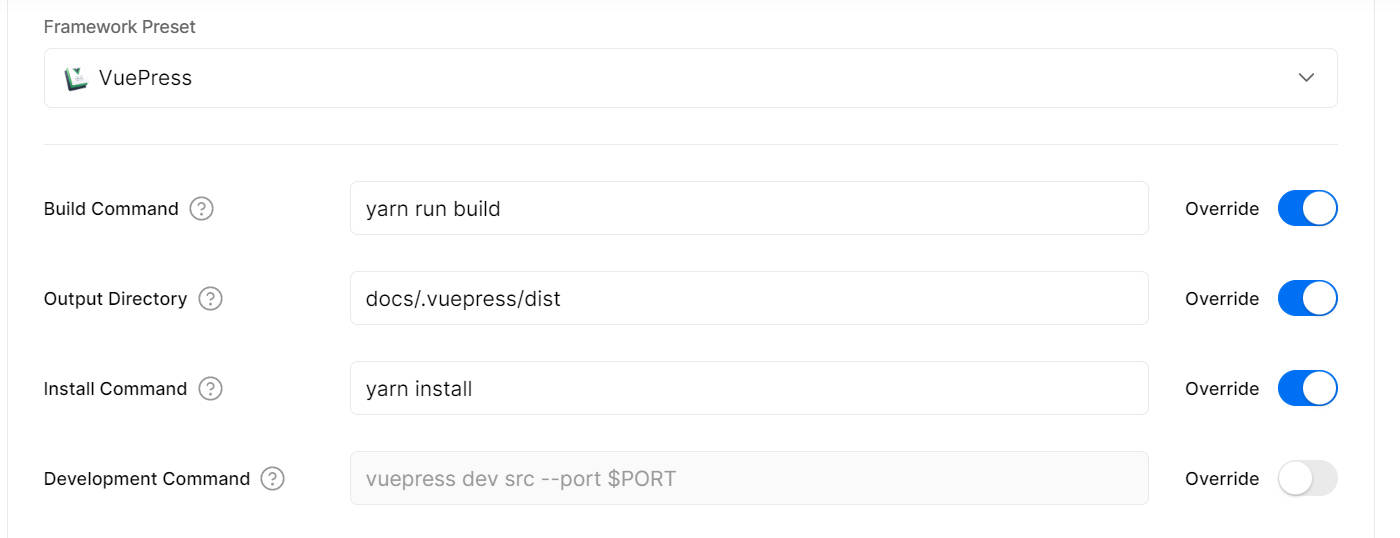 Framework Preset
VuePress
Build Command ?
yarn run build
Override
Output Directory ?
docs/.vuepress/dist
Override
Install Command ?
yarn install
Override
Development Command ?
vuepress dev src --port $PORT
Override